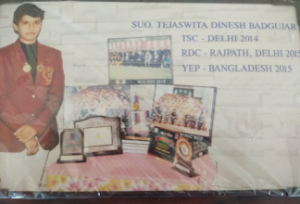 SUO. TEJASWITA DINESH BADGUJAR
TSC - DELHI 2014
RDC - RAJPATH, DELHI 2015
YEP - BANGLADESH 2015